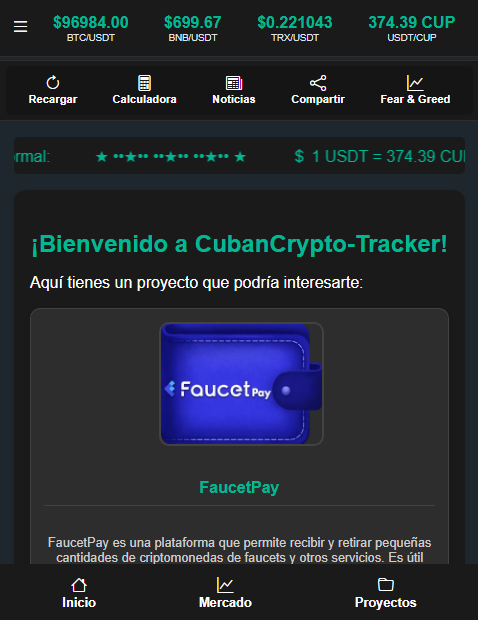 $96984.00 $699.67 $0.221043 374.39 CUP
BTC/USDT BNB/USDT TRX/USDT USDT/CUP
Recargar Calculadora Noticias Compartir Fear & Greed
rmal: ★ ••★•• ••★•• ••★•• ★ $ 1 USDT = 374.39 CU
¡Bienvenido a CubanCrypto-Tracker!
Aquí tienes un proyecto que podría interesarte:
FaucetPay
FaucetPay
FaucetPay es una plataforma que permite recibir y retirar pequeñas
cantidades de criptomonedas de faucets y otros servicios. Es útil
Inicio Mercado Proyectos